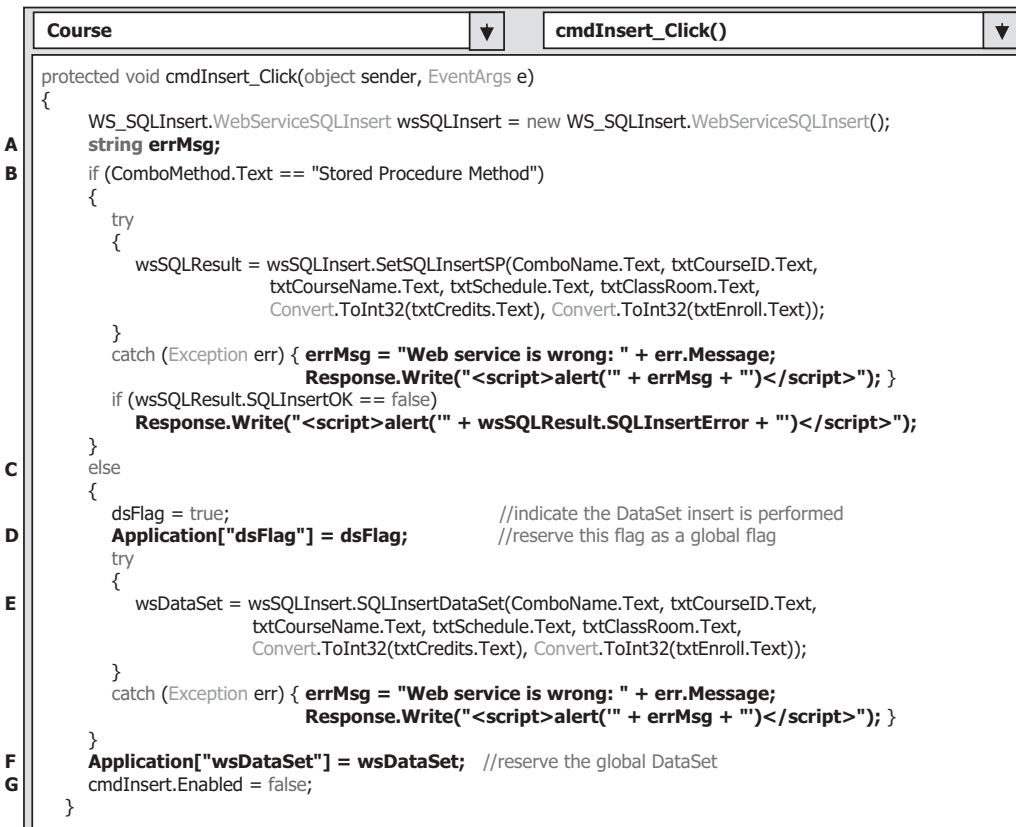 Course cmdInsert_Click()
protected void cmdInsert_Click(object sender, EventArgs e)
{
WS_SQLInsert.WebServiceSQLInsert wsSQLInsert = new WS_SQLInsert.WebServiceSQLInsert();
A string errMsg;
B if (ComboMethod.Text == "Stored Procedure Method")
{
try
{
wsSQLResult = wsSQLInsert.SetSQLInsertSP(ComboName.Text, txtCourseID.Text,
txtCourseName.Text, txtSchedule.Text, txtClassRoom.Text,
Convert.ToInt32(txtCredits.Text), Convert.ToInt32(txtEnroll.Text));
}
catch (Exception err) { errMsg = "Web service is wrong: " + err.Message;
Response.Write("<script>alert('" + errMsg + "')</script>"); }
if (wsSQLResult.SQLInsertOK == false)
Response.Write("<script>alert('" + wsSQLResult.SQLInsertError + "')</script>");
}
C else
{
dsFlag = true; //indicate the DataSet insert is performed
D Application["dsFlag"] = dsFlag; //reserve this flag as a global flag
try
{
E wsDataSet = wsSQLInsert.SQLInsertDataSet(ComboName.Text, txtCourseID.Text,
txtCourseName.Text, txtSchedule.Text, txtClassRoom.Text,
Convert.ToInt32(txtCredits.Text), Convert.ToInt32(txtEnroll.Text));
}
catch (Exception err) { errMsg = "Web service is wrong: " + err.Message;
Response.Write("<script>alert('" + errMsg + "')</script>"); }
}
F Application["wsDataSet"] = wsDataSet; //reserve the global DataSet
G cmdInsert.Enabled = false;
}